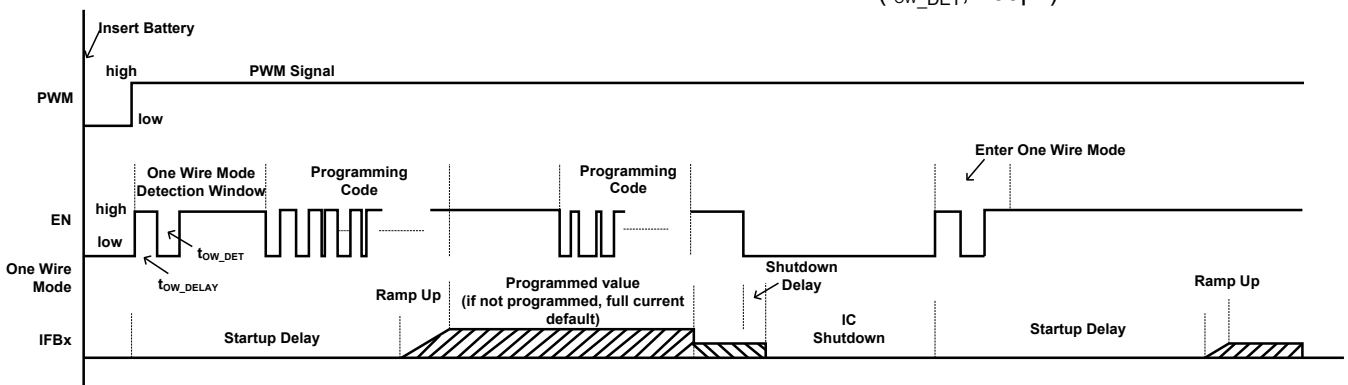 Insert Battery
high
PWM Signal
PWM
low
Enter One Wire Mode
One Wire Mode
Detection Window
Programming
Code
Programming
Code
high
EN
low
tOW_DET
tOW_DELAY
One Wire
Mode
Ramp Up
Programmed value
(if not programmed, full current
default)
Shutdown
Delay
Ramp Up
IFBx
Startup Delay
IC
Shutdown
Startup Delay